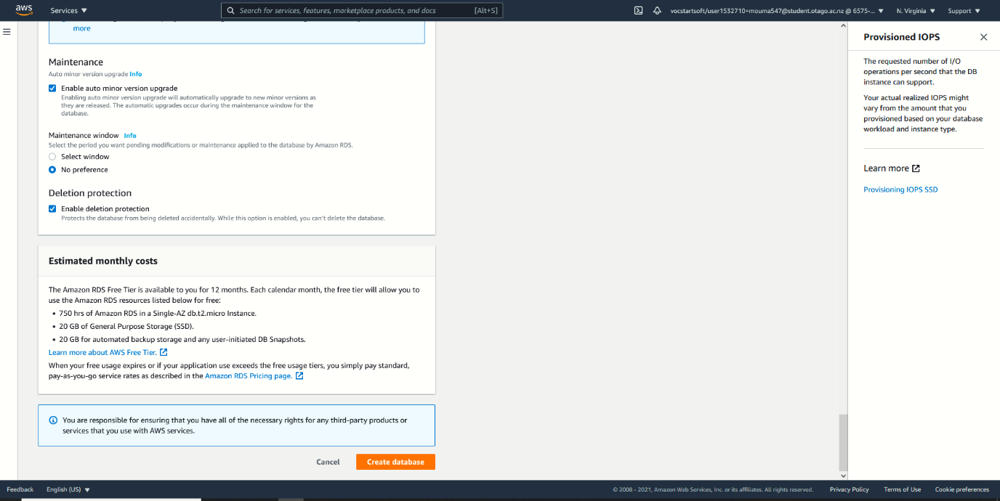 aws
Services
Search for services, features, marketplace products, and docs [Alt+S]
vocstartsoft/user1532710=mouma547@student.otago.ac.nz @ 6575-...
N. Virginia
Support
more
Maintenance
Auto minor version upgrade Info
Enable auto minor version upgrade
Enabling auto minor version upgrade will automatically upgrade to new minor versions as
they are released. The automatic upgrades occur during the maintenance window for the
database.
Maintenance window Info
Select the period you want pending modifications or maintenance applied to the database by Amazon RDS.
Select window
No preference
Deletion protection
Enable deletion protection
Protects the database from being deleted accidentally. While this option is enabled, you can't delete the database.
Estimated monthly costs
The Amazon RDS Free Tier is available to you for 12 months. Each calendar month, the free tier will allow you to
use the Amazon RDS resources listed below for free:
• 750 hrs of Amazon RDS in a Single-AZ db.t2.micro Instance.
• 20 GB of General Purpose Storage (SSD).
• 20 GB for automated backup storage and any user-initiated DB Snapshots.
Learn more about AWS Free Tier.
When your free usage expires or if your application use exceeds the free usage tiers, you simply pay standard,
pay-as-you-go service rates as described in the Amazon RDS Pricing page.
You are responsible for ensuring that you have all of the necessary rights for any third-party products or
services that you use with AWS services.
Cancel
Create database
Provisioned IOPS
The requested number of I/O
operations per second that the DB
instance can support.
Your actual realized IOPS might
vary from the amount that you
provisioned based on your database
workload and instance type.
Learn more
Provisioning IOPS SSD
Feedback
English (US)
© 2008 - 2021, Amazon Web Services, Inc. or its affiliates. All rights reserved.
Privacy Policy
Terms of Use
Cookie preferences